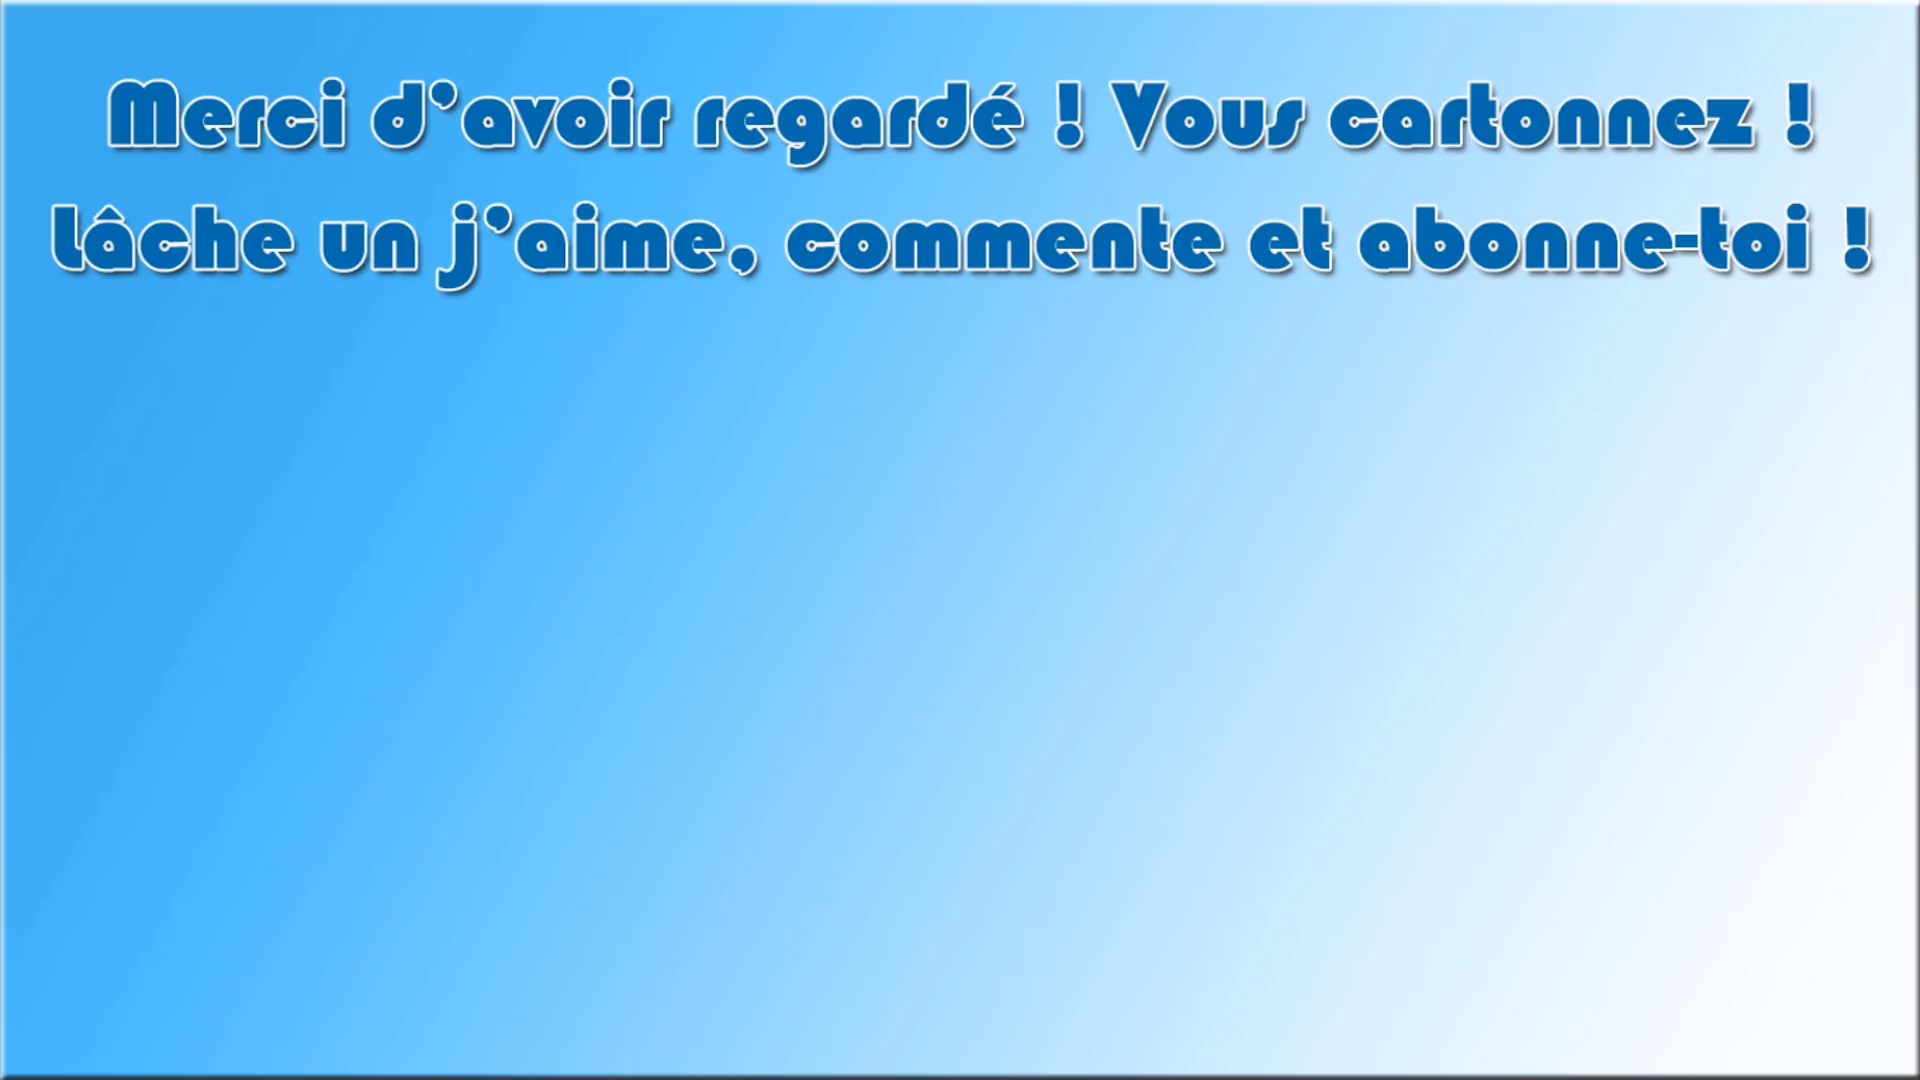 Merci d’avoir regardé ! Vous cartonnez !
Lâche un j’aime, commente et abonne-toi !